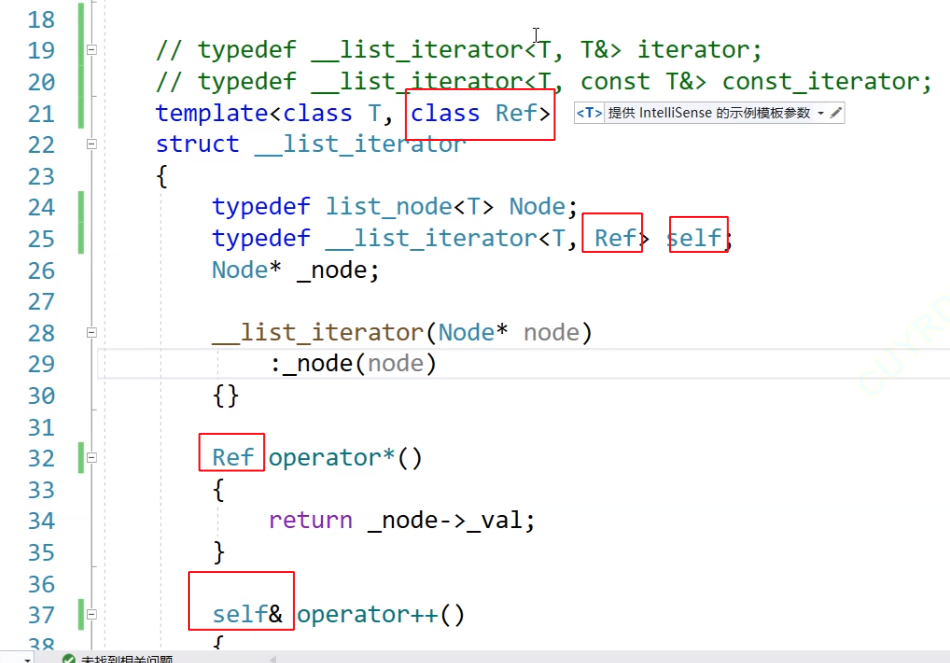 18
19 // typedef __list_iterator<T, T&> iterator;
20 // typedef __list_iterator<T, const T&> const_iterator;
21 template<class T, class Ref> <T> 提供 IntelliSense 的示例模板参数
22 struct __list_iterator
23 {
24 typedef list_node<T> Node;
25 typedef __list_iterator<T, Ref> self;
26 Node* _node;
27
28 __list_iterator(Node* node)
29 :_node(node)
30 {}
31
32 Ref operator*()
33 {
34 return _node->_val;
35 }
36
37 self& operator++()
38 {
未找到相关问题